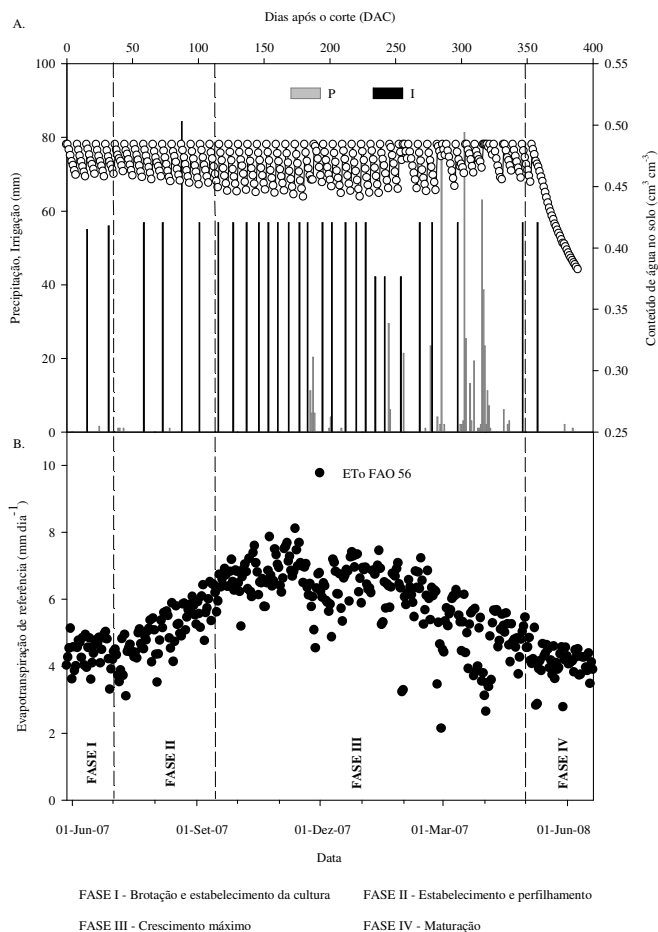 A.
Dias após o corte (DAC)
0 50 100 150 200 250 300 350 400
Precipitação, Irrigação (mm)
100
80
60
40
20
0
P
I
Conteúdo de água no solo (cm³ cm⁻³)
0.55
0.50
0.45
0.40
0.35
0.30
0.25
B.
Evapotranspiração de referência (mm dia⁻¹)
10
8
6
4
2
0
ETo FAO 56
FASE I
FASE II
FASE III
FASE IV
01-Jun-07 01-Set-07 01-Dez-07 01-Mar-07 01-Jun-08
Data
FASE I - Brotação e estabelecimento da cultura
FASE II - Estabelecimento e perfilhamento
FASE III - Crescimento máximo
FASE IV - Maturação